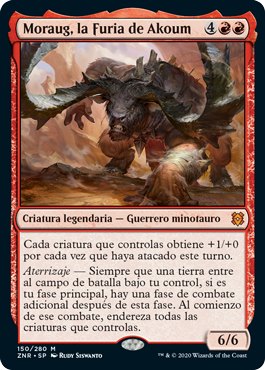 Moraug, la Furia de Akoum 4
Criatura legendaria — Guerrero minotauro
Cada criatura que controlas obtiene +1/+0
por cada vez que haya atacado este turno.
Aterrizaje — Siempre que una tierra entre
al campo de batalla bajo tu control, si es
una fase principal, hay una fase de combate
adicional después de esta fase. Al comienzo
de ese combate, endereza todas las
criaturas que controlas.
6/6
150/280 M
ZNR • SP Rudy Siswanto
™ & © 2020 Wizards of the Coast